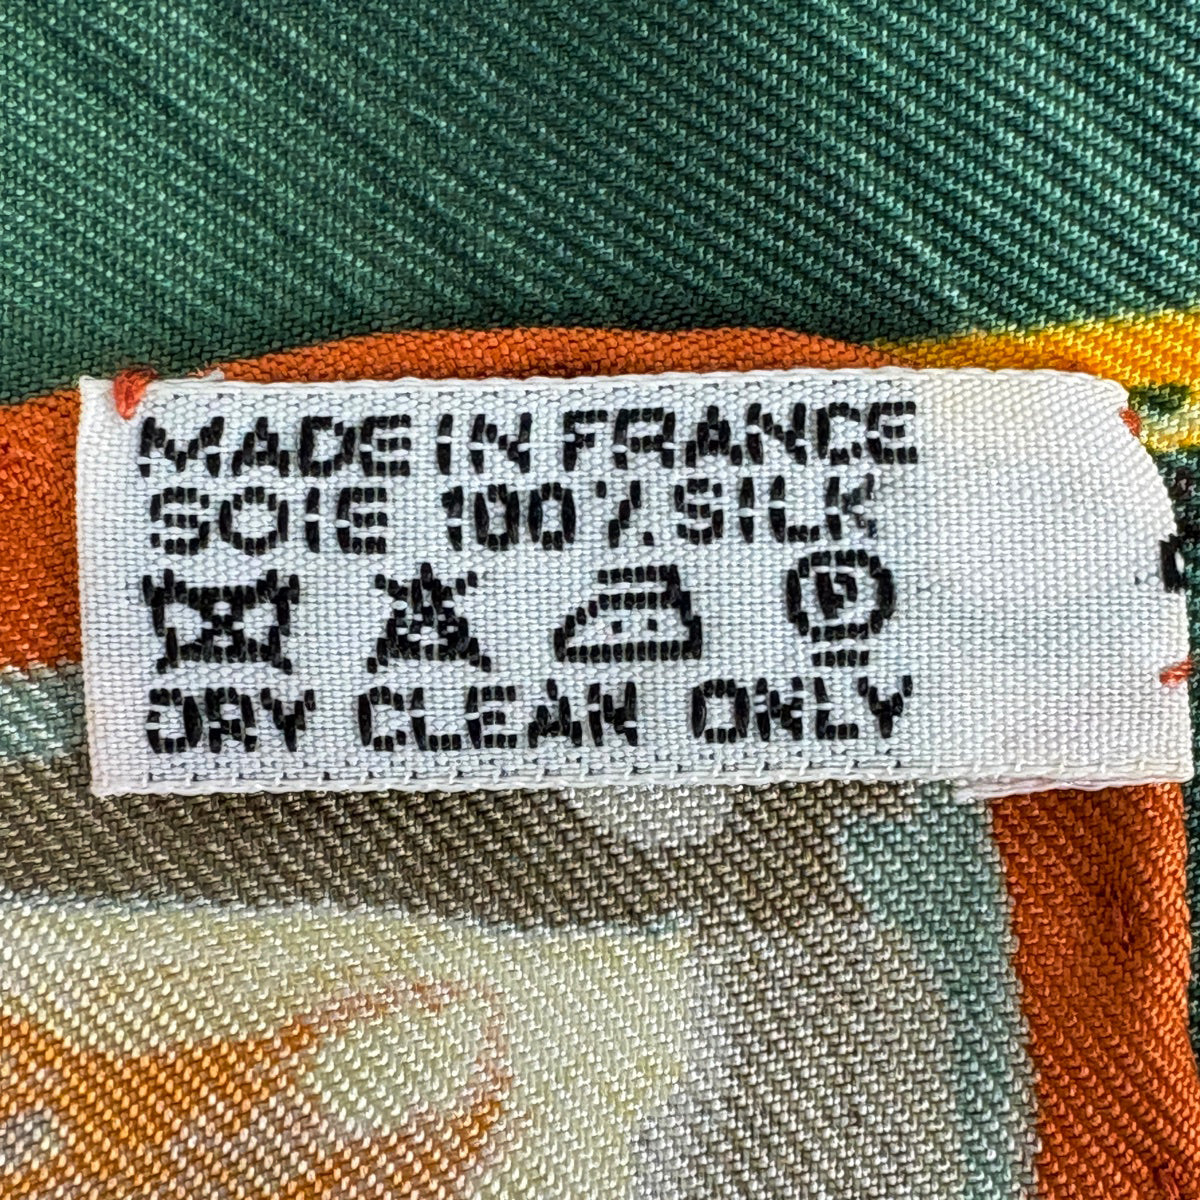 MADE IN FRANCE
SOIE 100% SILK
P
DRY CLEAN ONLY